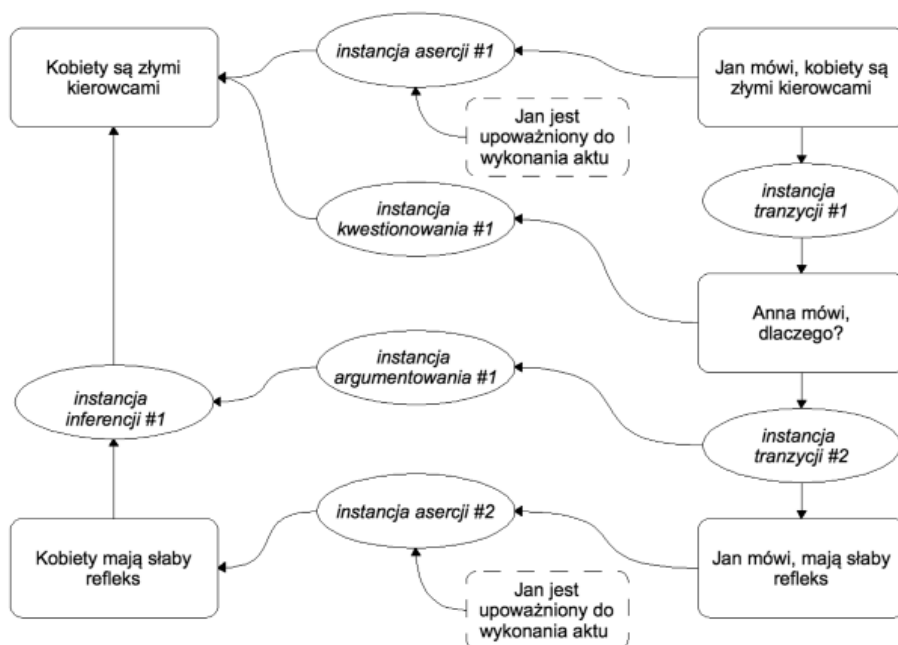 Kobiety są złymi
kierowcami
instancja asercji #1
Jan mówi, kobiety są
złymi kierowcami
Jan jest
upoważniony do
wykonania aktu
instancja
tranzycji #1
instancja
kwestionowania #1
Anna mówi,
dlaczego?
instancja
argumentowania #1
instancja
inferencji #1
instancja
tranzycji #2
instancja asercji #2
Kobiety mają słaby
refleks
Jan mówi, mają słaby
refleks
Jan jest
upoważniony do
wykonania aktu